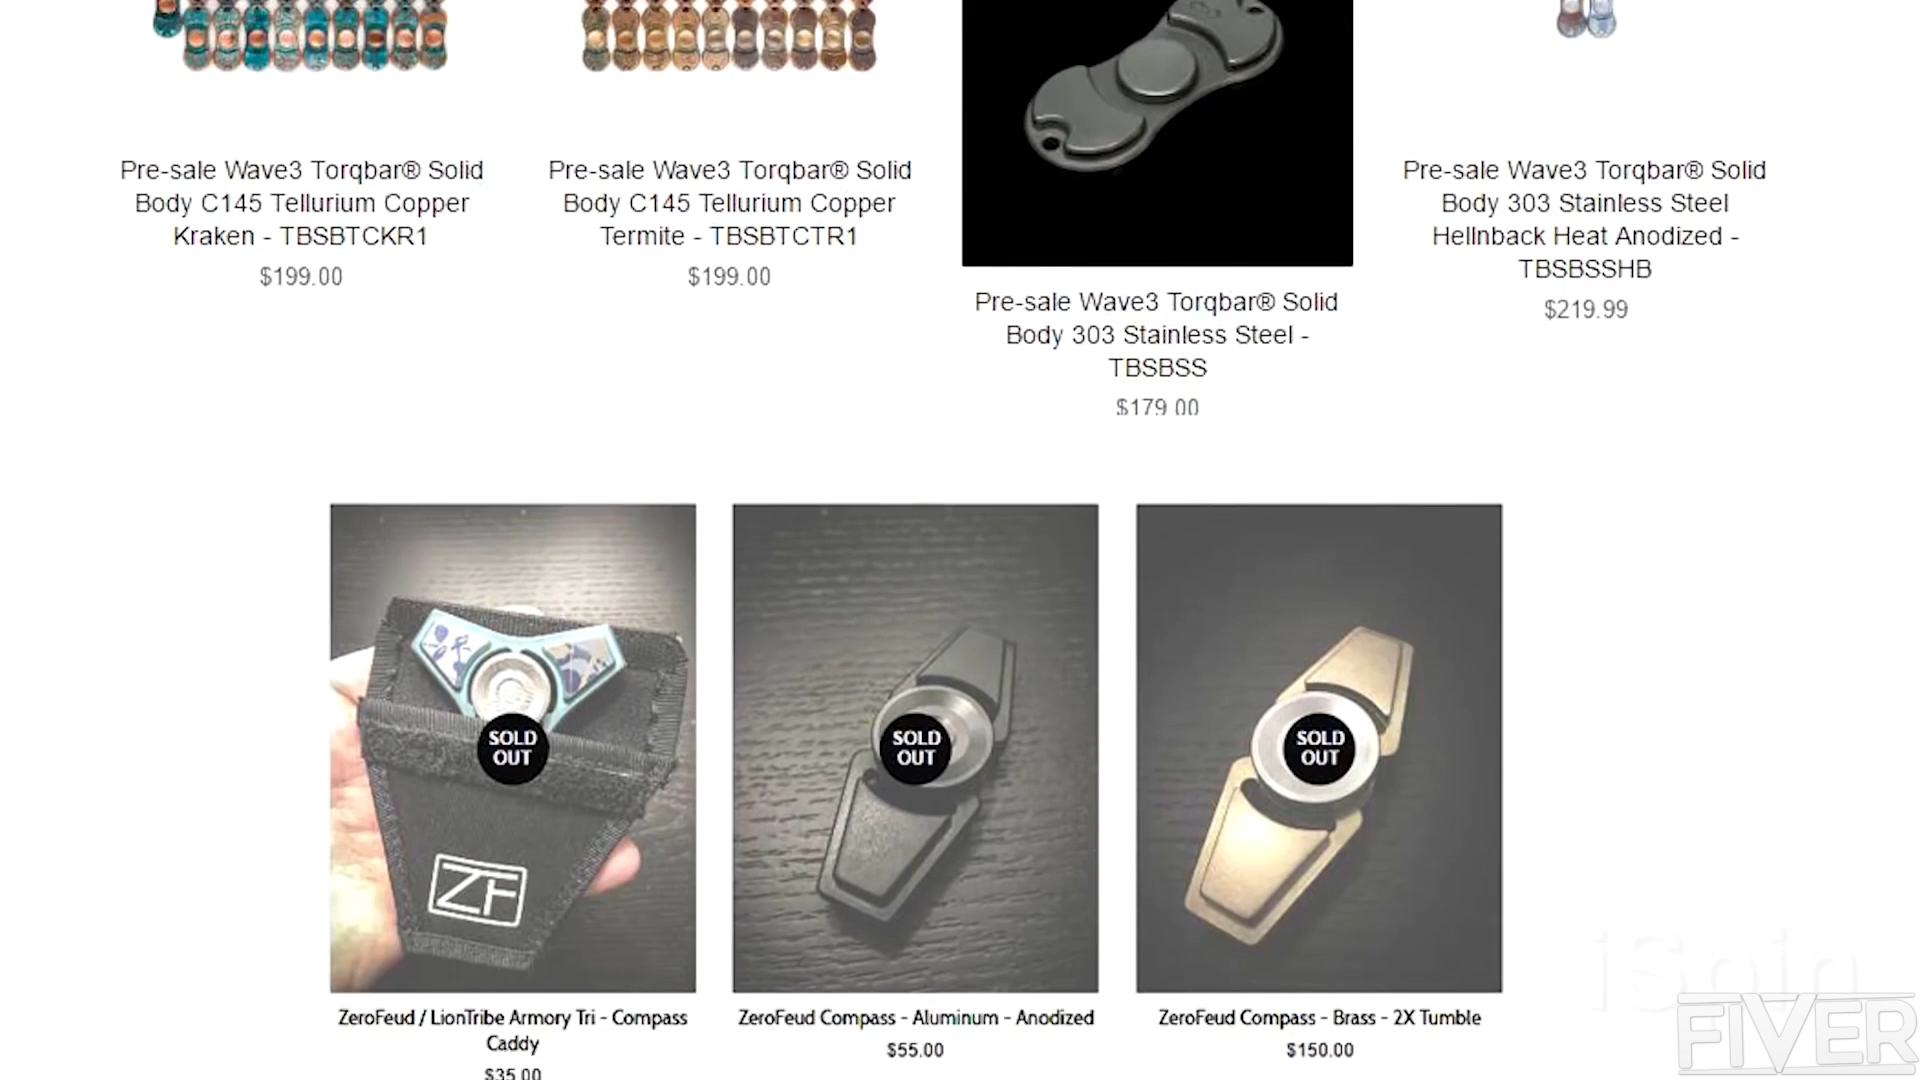 Pre-sale Wave3 Torqbar® Solid
Body C145 Tellurium Copper
Kraken - TBSBTCKR1
$199.00
Pre-sale Wave3 Torqbar® Solid
Body C145 Tellurium Copper
Termite - TBSBTCTR1
$199.00
Pre-sale Wave3 Torqbar® Solid
Body 303 Stainless Steel -
TBSBSS
$179.00
Pre-sale Wave3 Torqbar® Solid
Body 303 Stainless Steel
Hellnback Heat Anodized -
TBSBSSHB
$219.99
SOLD
OUT
ZF
ZeroFeud / LionTribe Armory Tri - Compass
Caddy
$35.00
SOLD
OUT
ZeroFeud Compass - Aluminum - Anodized
$55.00
SOLD
OUT
ZeroFeud Compass - Brass - 2X Tumble
$150.00
iSpin
FIVER